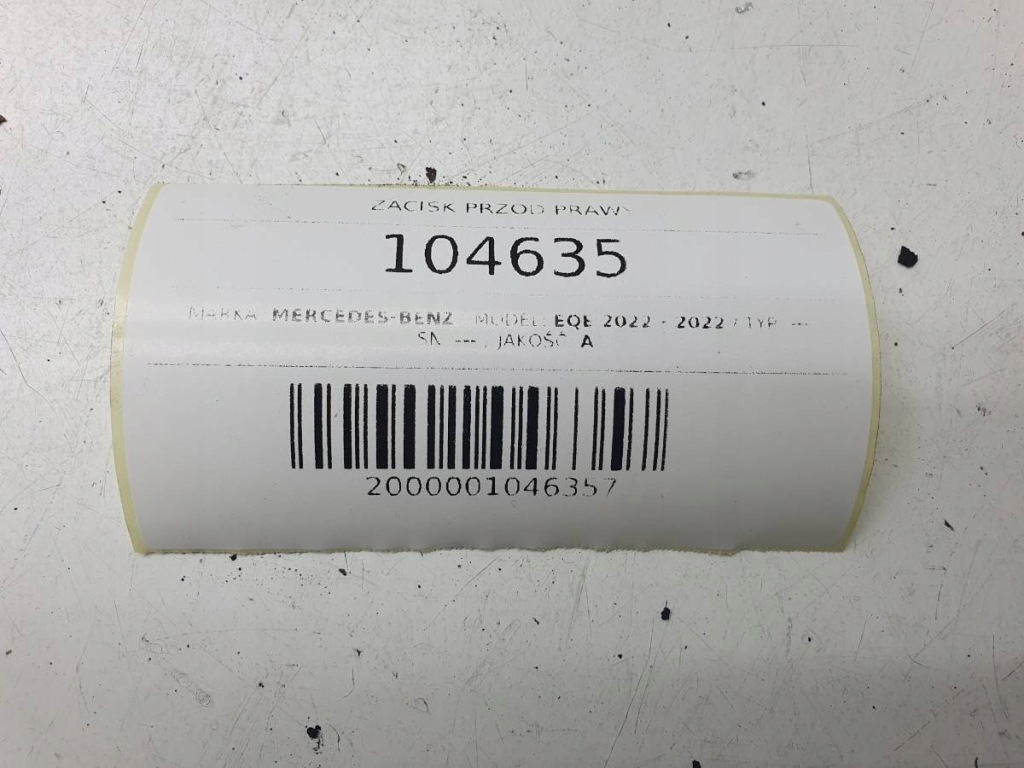 ZACISK PRZOD PRAWY
104635
MARKA: MERCEDES-BENZ / MODEL: EQE 2022 - 2022 / TYP: ---
SN: --- / JAKOŚĆ: A
2000001046357